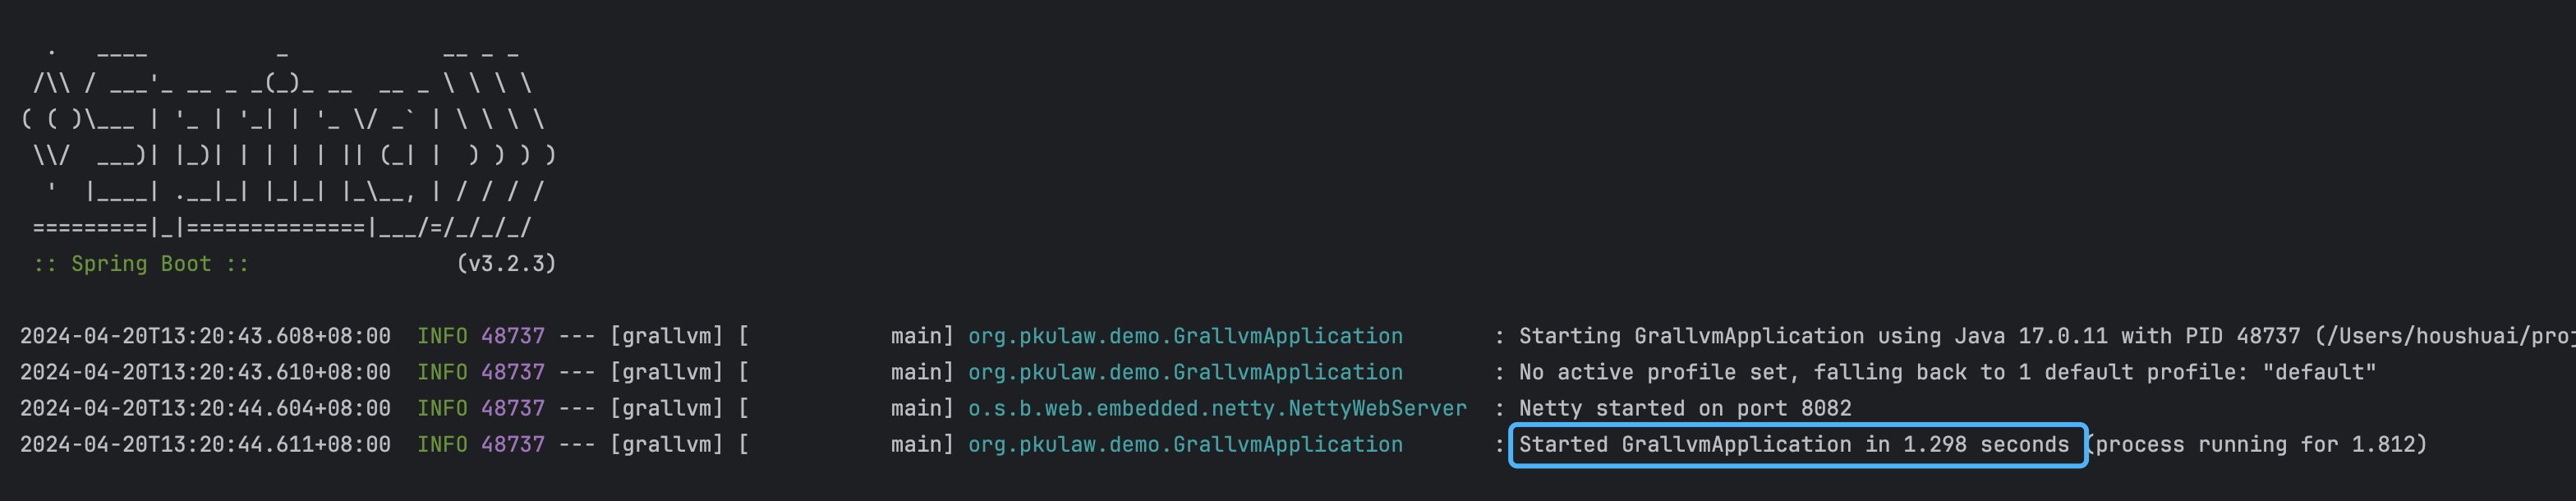 .   ____          _            __ _ _
 /\\ / ___'_ __ _ _(_)_ __  __ _ \ \ \ \
( ( )\___ | '_ | '_| | '_ \/ _` | \ \ \ \
 \\/  ___)| |_)| | | | | || (_| |  ) ) ) )
  '  |____| .__|_| |_|_| |_\__, | / / / /
 =========|_|==============|___/=/_/_/_/
 :: Spring Boot ::                (v3.2.3)
2024-04-20T13:20:43.608+08:00  INFO 48737 --- [grallvm] [           main] org.pkulaw.demo.GrallvmApplication       : Starting GrallvmApplication using Java 17.0.11 with PID 48737 (/Users/houshuai/proj
2024-04-20T13:20:43.610+08:00  INFO 48737 --- [grallvm] [           main] org.pkulaw.demo.GrallvmApplication       : No active profile set, falling back to 1 default profile: "default"
2024-04-20T13:20:44.604+08:00  INFO 48737 --- [grallvm] [           main] o.s.b.web.embedded.netty.NettyWebServer  : Netty started on port 8082
2024-04-20T13:20:44.611+08:00  INFO 48737 --- [grallvm] [           main] org.pkulaw.demo.GrallvmApplication       : Started GrallvmApplication in 1.298 seconds (process running for 1.812)